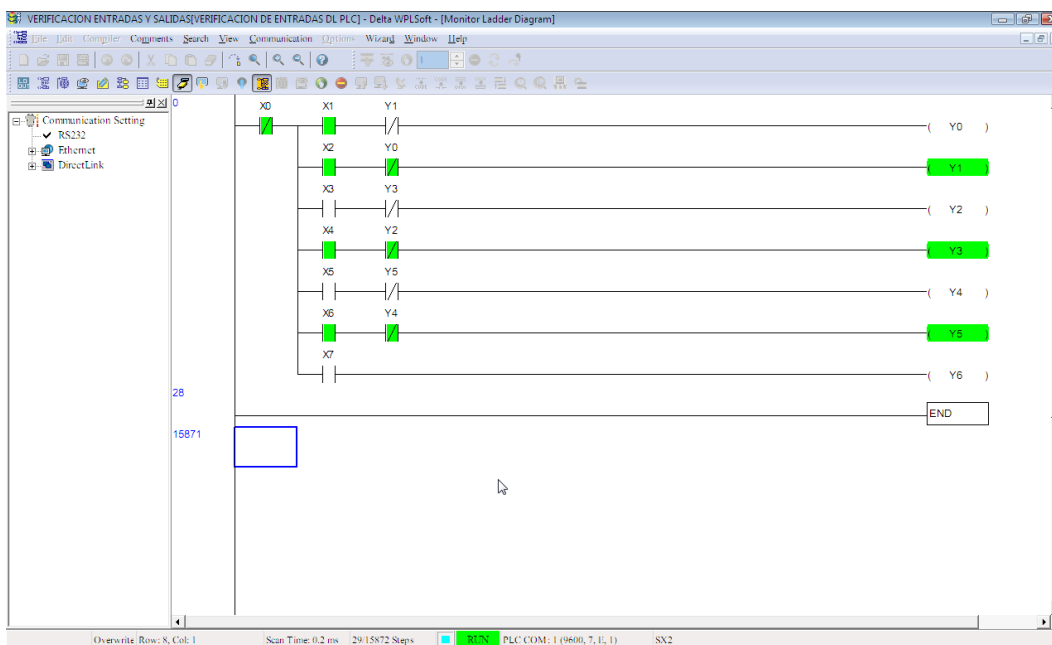 VERIFICACION ENTRADAS Y SALIDAS[VERIFICACION DE ENTRADAS DL PLC] - Delta WPLSoft - [Monitor Ladder Diagram]
File Edit Compiler Comments Search View Communication Options Wizard Window Help
1
Communication Setting
RS232
Ethernet
DirectLink
0
X0 X1 Y1
Y0
X2 Y0
Y1
X3 Y3
Y2
X4 Y2
Y3
X5 Y5
Y4
X6 Y4
Y5
X7
Y6
28
END
15871
Overwrite Row: 8, Col: 1 Scan Time: 0.2 ms 29/15872 Steps RUN PLC COM: 1 (9600, 7, E, 1) SX2